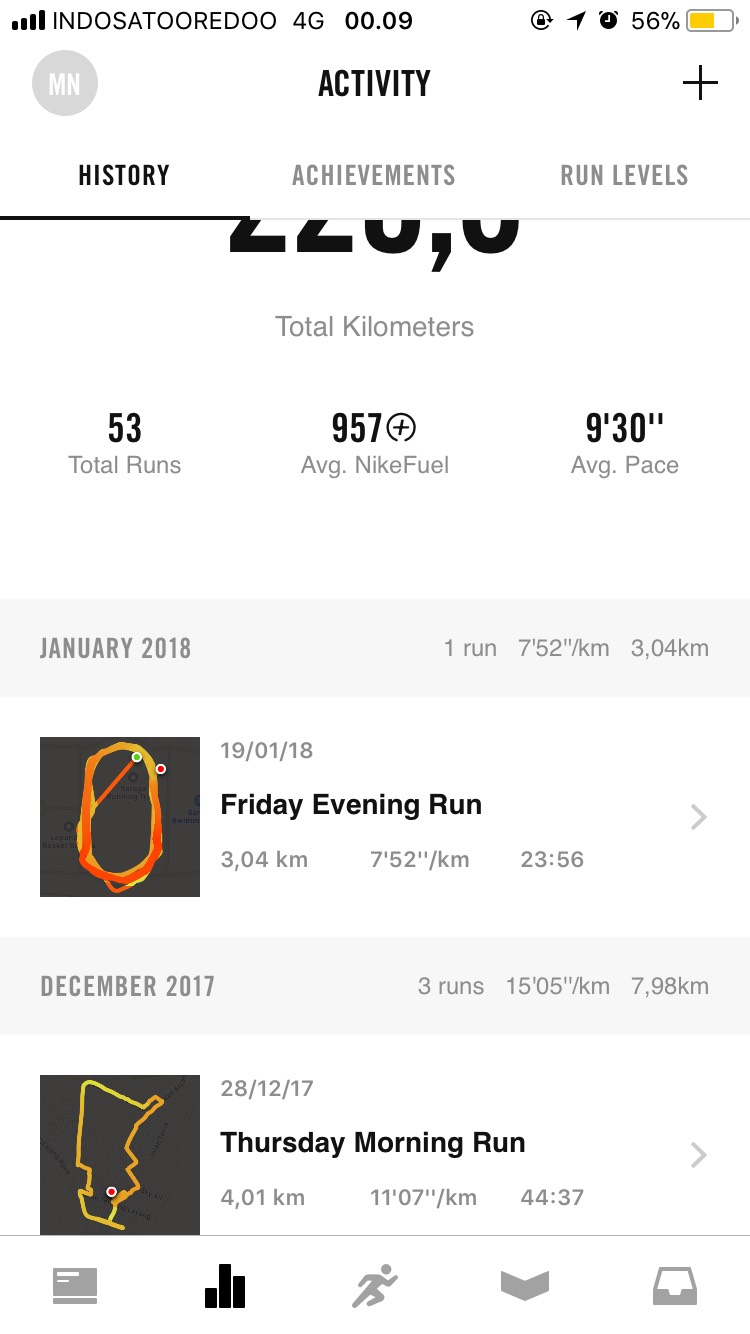 INDOSATOOREDOO 4G 00.09 56%
MN ACTIVITY
HISTORY ACHIEVEMENTS RUN LEVELS
Total Kilometers
53 957 9'30''
Total Runs Avg. NikeFuel Avg. Pace
JANUARY 2018 1 run 7'52''/km 3,04km
19/01/18
Friday Evening Run
3,04 km 7'52''/km 23:56
DECEMBER 2017 3 runs 15'05''/km 7,98km
28/12/17
Thursday Morning Run
4,01 km 11'07''/km 44:37